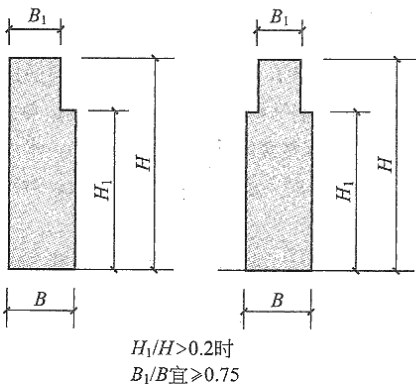 B₁ B₁
H₁ H H₁ H
B B
H₁/H>0.2时
B₁/B宜≥0.75